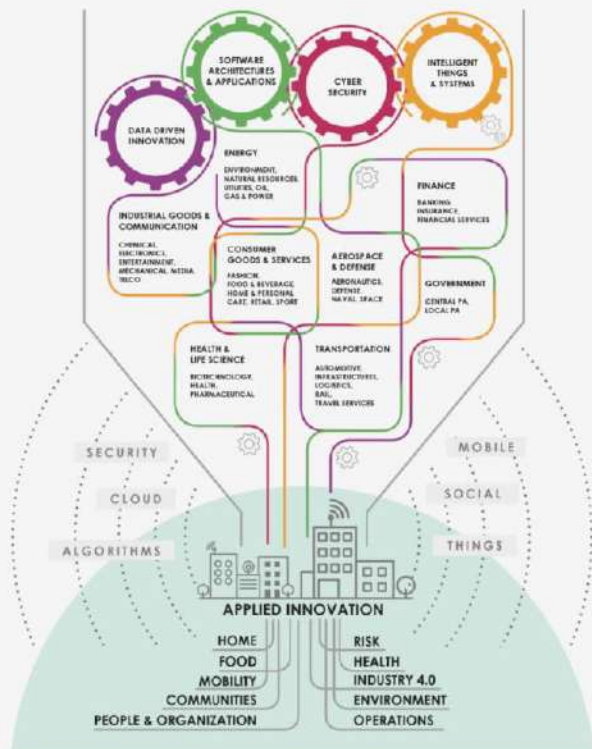 SOFTWARE
ARCHITECTURES
& APPLICATIONS
CYBER
SECURITY
INTELLIGENT
THINGS
& SYSTEMS
DATA DRIVEN
INNOVATION
ENERGY
ENVIRONMENT,
NATURAL RESOURCES,
UTILITIES, OIL,
GAS & POWER
FINANCE
BANKING
INSURANCE,
FINANCIAL SERVICES
INDUSTRIAL GOODS &
COMMUNICATION
CHEMICAL,
ELECTRONICS,
ENTERTAINMENT,
MECHANICAL, MEDIA,
TELCO
CONSUMER
GOODS & SERVICES
FASHION,
FOOD & BEVERAGE,
HOME & PERSONAL
CARE, RETAIL, SPORT
AEROSPACE
& DEFENSE
AERONAUTICS,
DEFENSE,
NAVAL, SPACE
GOVERNMENT
CENTRAL PA,
LOCAL PA
HEALTH &
LIFE SCIENCE
BIOTECHNOLOGY,
HEALTH,
PHARMACEUTICAL
TRANSPORTATION
AUTOMOTIVE,
INFRASTRUCTURES,
LOGISTICS,
RAIL,
TRAVEL SERVICES
SECURITY
CLOUD
ALGORITHMS
MOBILE
SOCIAL
THINGS
APPLIED INNOVATION
HOME
FOOD
MOBILITY
COMMUNITIES
PEOPLE & ORGANIZATION
RISK
HEALTH
INDUSTRY 4.0
ENVIRONMENT
OPERATIONS